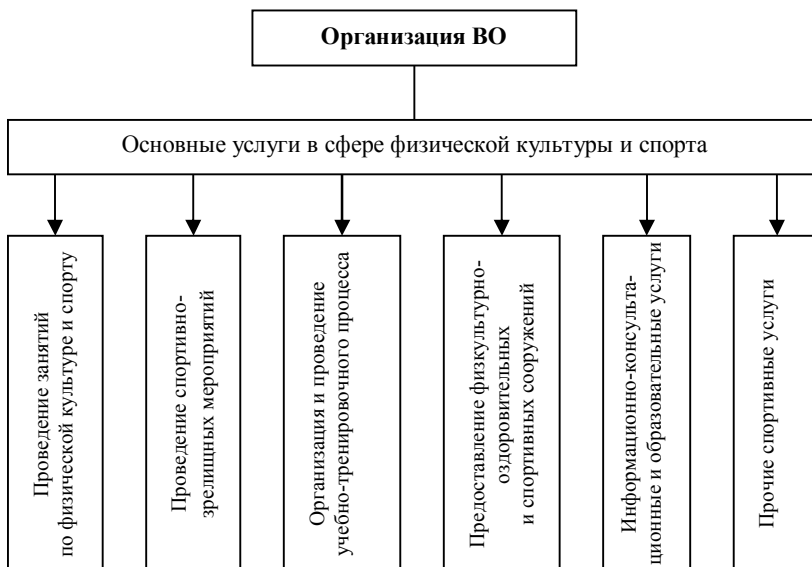 Организация ВО
Основные услуги в сфере физической культуры и спорта
Проведение занятий
по физической культуре и спорту
Проведение спортивно-
зрелищных мероприятий
Организация и проведение
учебно-тренировочного процесса
Предоставление физкультурно-
оздоровительных
и спортивных сооружений
Информационно-консульта-
ционные и образовательные услуги
Прочие спортивные услуги